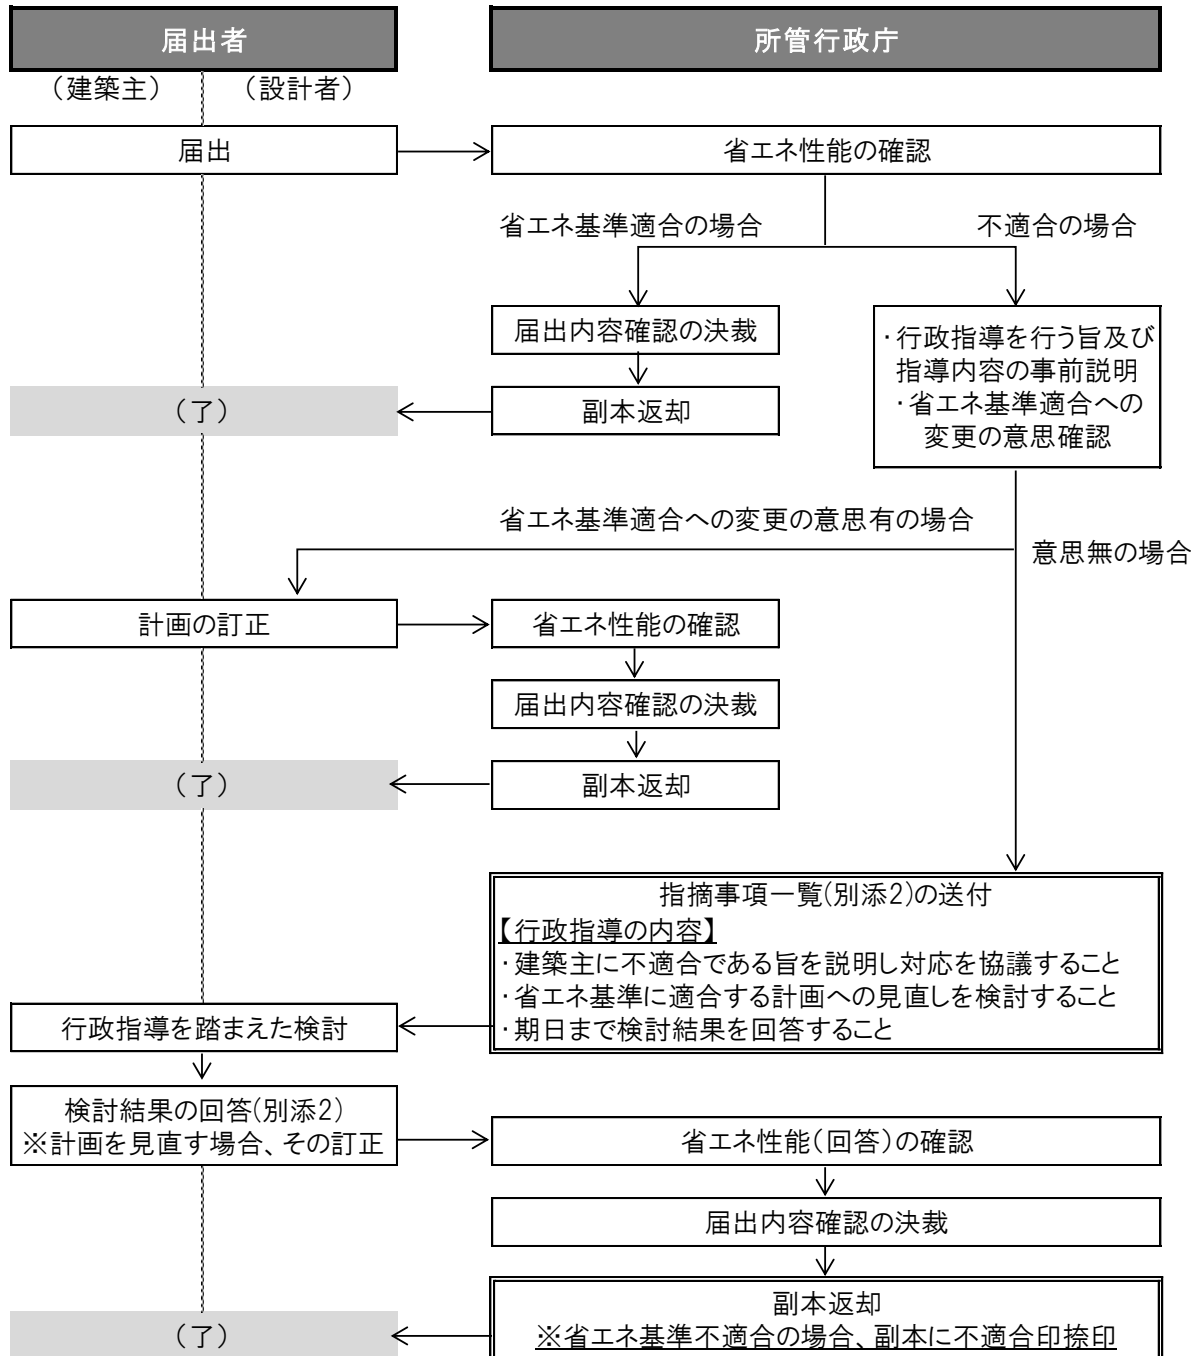 届出者
所管行政庁
（建築主）
（設計者）
届出
省エネ性能の確認
省エネ基準適合の場合
不適合の場合
届出内容確認の決裁
・行政指導を行う旨及び
指導内容の事前説明
・省エネ基準適合への
変更の意思確認
（了）
副本返却
省エネ基準適合への変更の意思有の場合
意思無の場合
計画の訂正
省エネ性能の確認
届出内容確認の決裁
（了）
副本返却
指摘事項一覧(別添2)の送付
【行政指導の内容】
・建築主に不適合である旨を説明し対応を協議すること
・省エネ基準に適合する計画への見直しを検討すること
・期日まで検討結果を回答すること
行政指導を踏まえた検討
検討結果の回答(別添2)
※計画を見直す場合、その訂正
省エネ性能（回答）の確認
届出内容確認の決裁
副本返却
※省エネ基準不適合の場合、副本に不適合印捺印
（了）